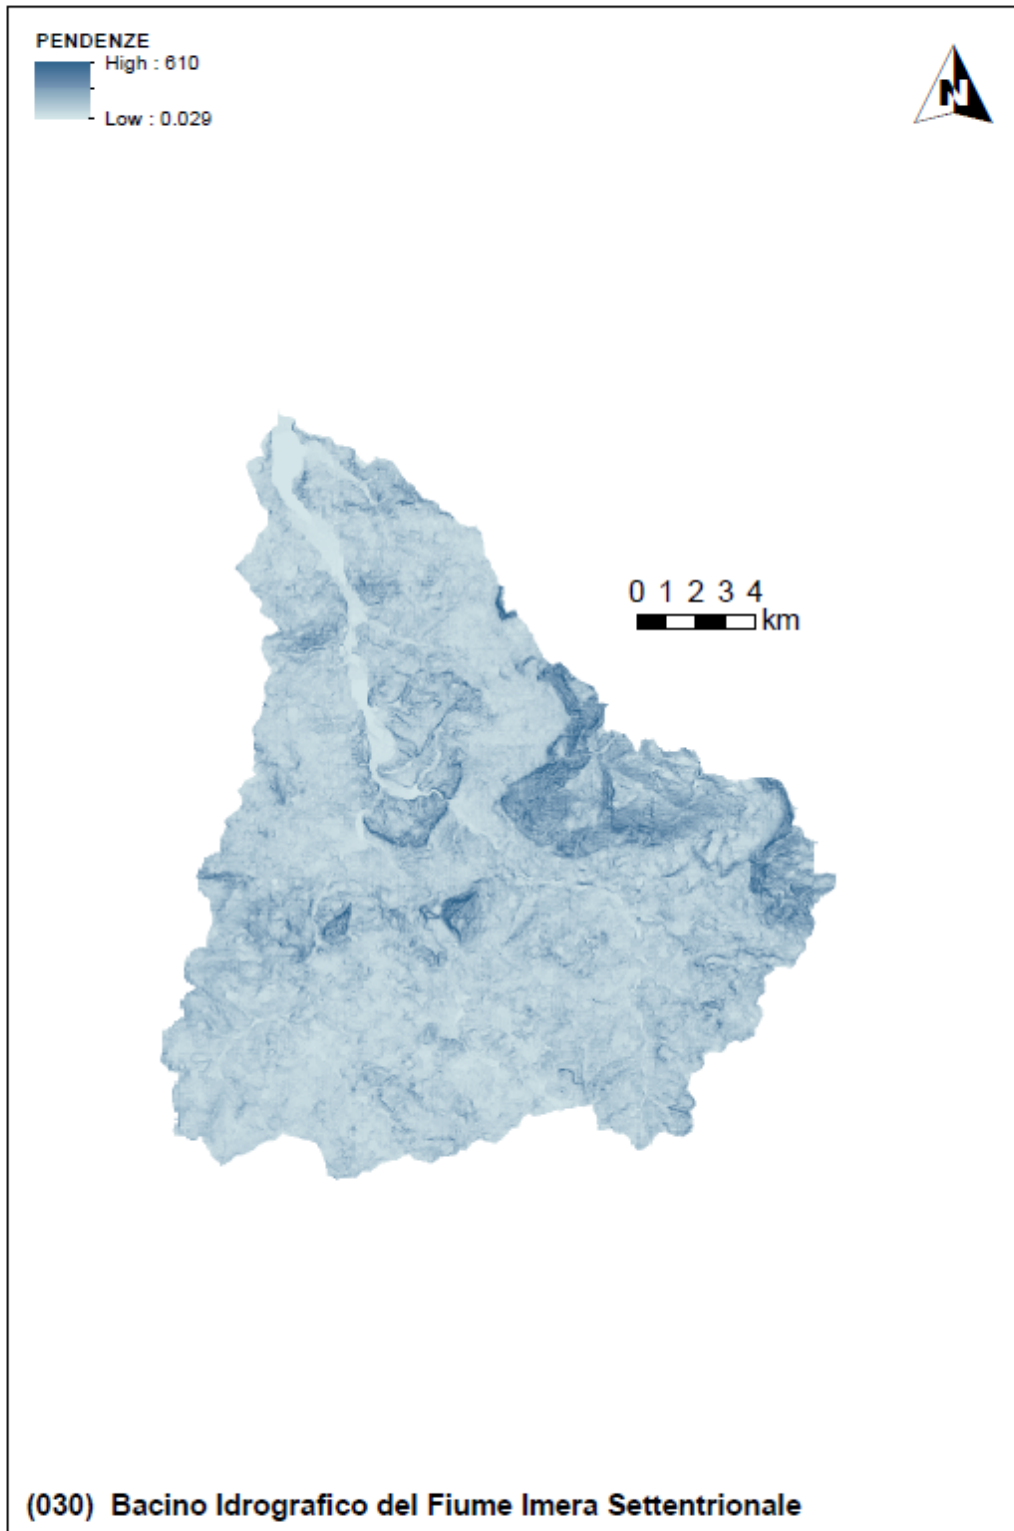 PENDENZE
High : 610
Low : 0.029
N
0 1 2 3 4
km
(030) Bacino Idrografico del Fiume Imera Settentrionale